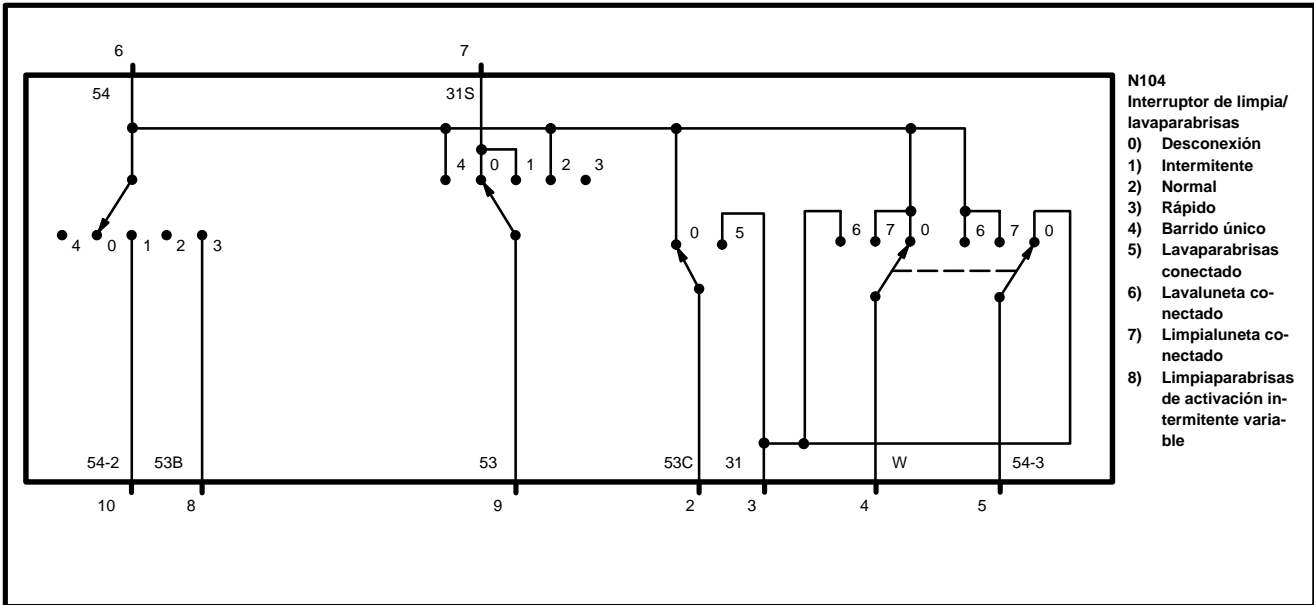 6 7
54 31S
4 0 1 2 3
4 0 1 2 3
0 5 6 7 0 6 7 0
54-2 53B 53 53C 31 W 54-3
10 8 9 2 3 4 5
N104
Interruptor de limpia/
lavaparabrisas
0) Desconexión
1) Intermitente
2) Normal
3) Rápido
4) Barrido único
5) Lavaparabrisas
conectado
6) Lavaluneta co-
nectado
7) Limpialuneta co-
nectado
8) Limpiaparabrisas
de activación in-
termitente varia-
ble